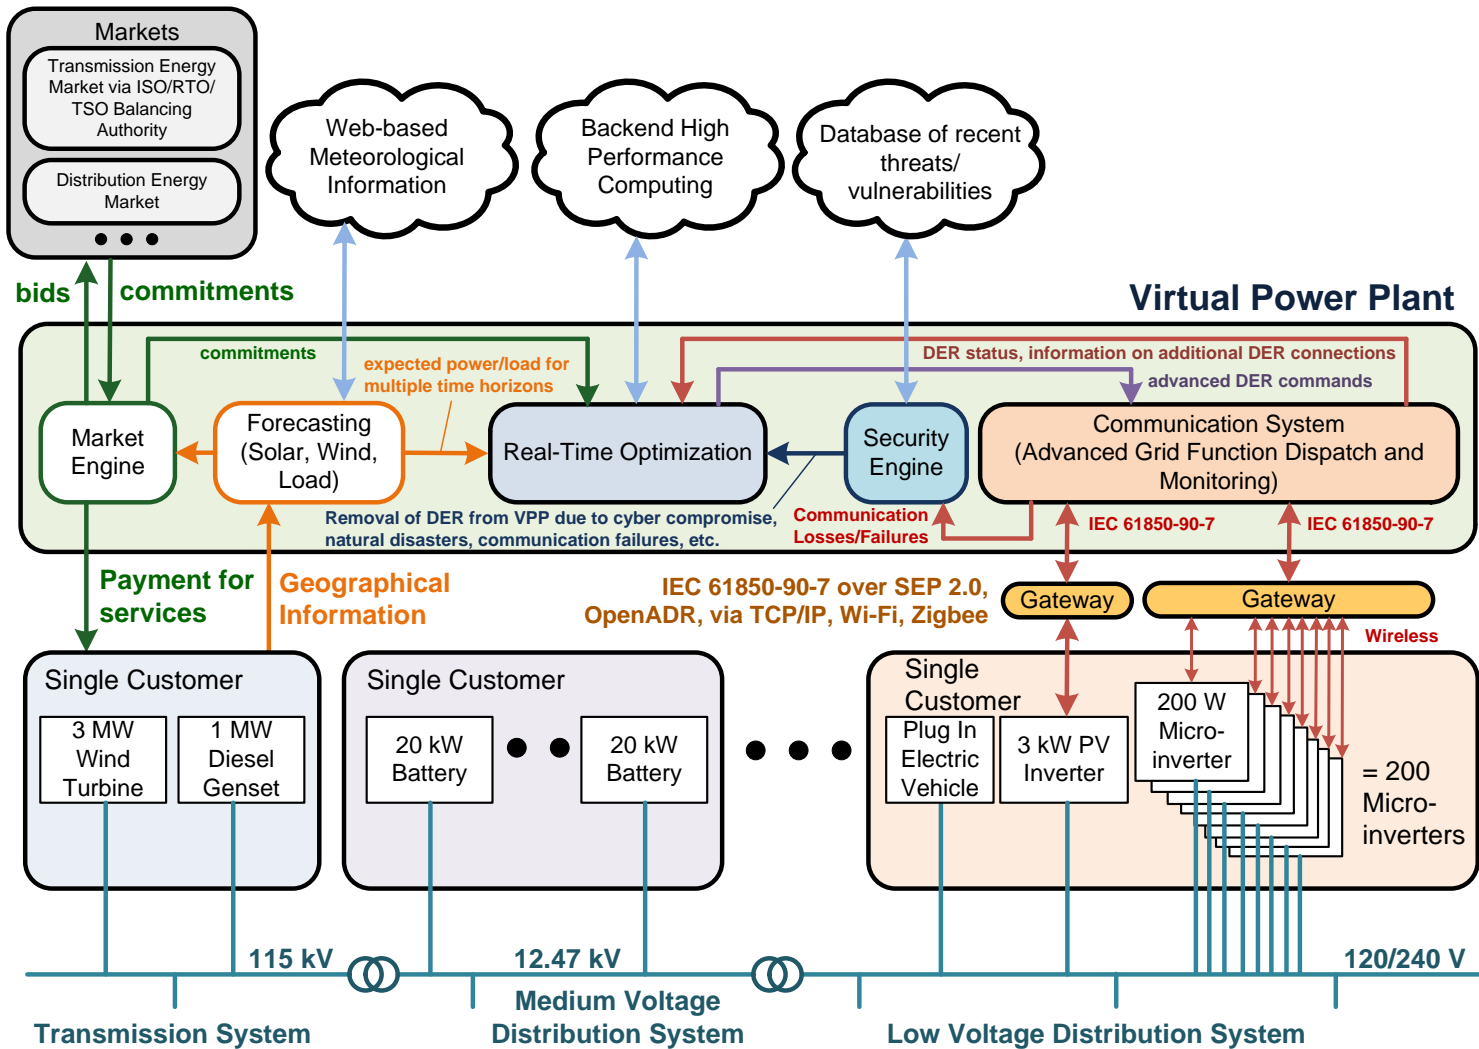 Markets
Transmission Energy
Market via ISO/RTO/
TSO Balancing
Authority
Distribution Energy
Market
Web-based
Meteorological
Information
Backend High
Performance
Computing
Database of recent
threats/
vulnerabilities
bids
commitments
Virtual Power Plant
commitments
expected power/load for
multiple time horizons
DER status, information on additional DER connections
advanced DER commands
Market
Engine
Forecasting
(Solar, Wind,
Load)
Real-Time Optimization
Security
Engine
Communication System
(Advanced Grid Function Dispatch and
Monitoring)
Removal of DER from VPP due to cyber compromise,
natural disasters, communication failures, etc.
Communication
Losses/Failures
IEC 61850-90-7
IEC 61850-90-7
Payment for
services
Geographical
Information
IEC 61850-90-7 over SEP 2.0,
OpenADR, via TCP/IP, Wi-Fi, Zigbee
Gateway
Gateway
Wireless
Single Customer
3 MW
Wind
Turbine
1 MW
Diesel
Genset
Single Customer
20 kW
Battery
20 kW
Battery
Single
Customer
Plug In
Electric
Vehicle
3 kW PV
Inverter
200 W
Micro-
inverter
= 200
Micro-
inverters
115 kV
12.47 kV
120/240 V
Transmission System
Medium Voltage
Distribution System
Low Voltage Distribution System